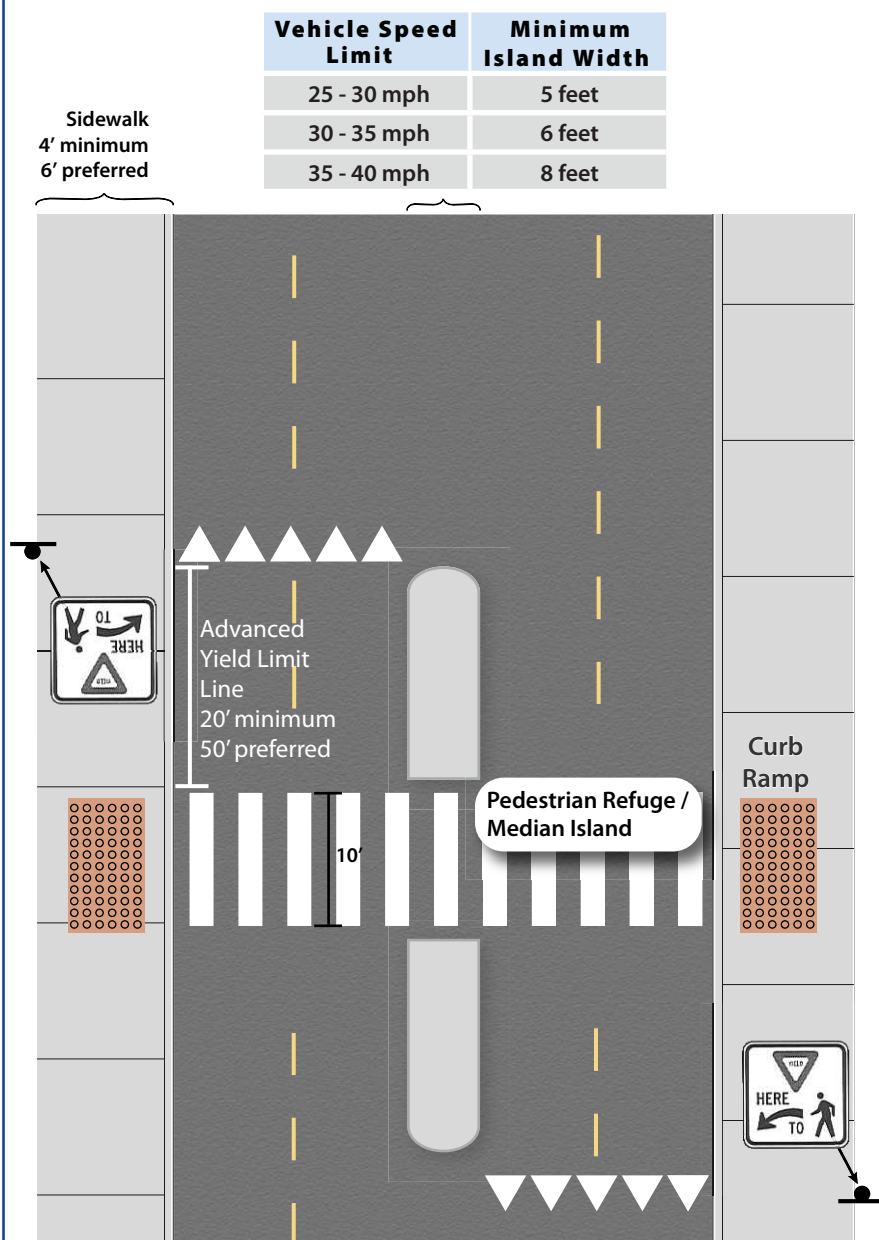 Vehicle Speed Limit
Minimum Island Width
25 - 30 mph
5 feet
30 - 35 mph
6 feet
35 - 40 mph
8 feet
Sidewalk
4' minimum
6' preferred
YIELD
HERE
TO
Advanced
Yield Limit
Line
20' minimum
50' preferred
Curb
Ramp
Pedestrian Refuge /
Median Island
10'
YIELD
HERE
TO